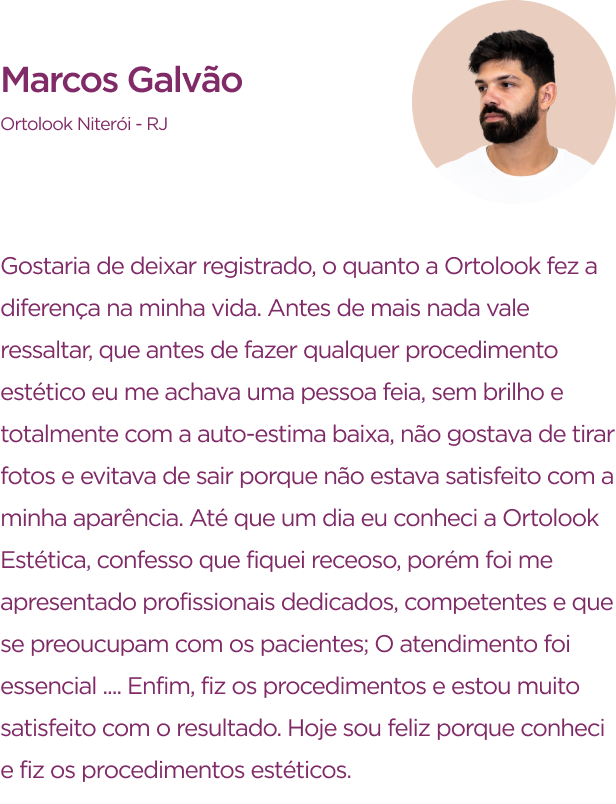 Marcos Galvão
Ortolook Niterói - RJ
Gostaria de deixar registrado, o quanto a Ortolook fez a
diferença na minha vida. Antes de mais nada vale
ressaltar, que antes de fazer qualquer procedimento
estético eu me achava uma pessoa feia, sem brilho e
totalmente com a auto-estima baixa, não gostava de tirar
fotos e evitava de sair porque não estava satisfeito com a
minha aparência. Até que um dia eu conheci a Ortolook
Estética, confesso que fiquei receoso, porém foi me
apresentado profissionais dedicados, competentes e que
se preoucupam com os pacientes; O atendimento foi
essencial .... Enfim, fiz os procedimentos e estou muito
satisfeito com o resultado. Hoje sou feliz porque conheci
e fiz os procedimentos estéticos.